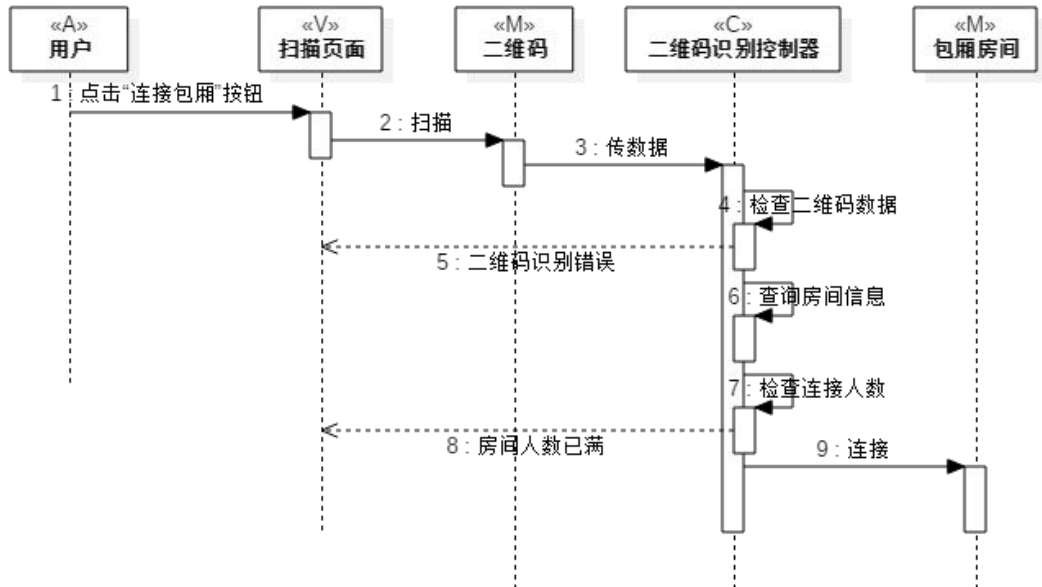 «A»
用户
«V»
扫描页面
«M»
二维码
«C»
二维码识别控制器
«M»
包厢房间
1 : 点击“连接包厢”按钮
2 : 扫描
3 : 传数据
4 : 检查二维码数据
5 : 二维码识别错误
6 : 查询房间信息
7 : 检查连接人数
8 : 房间人数已满
9 : 连接